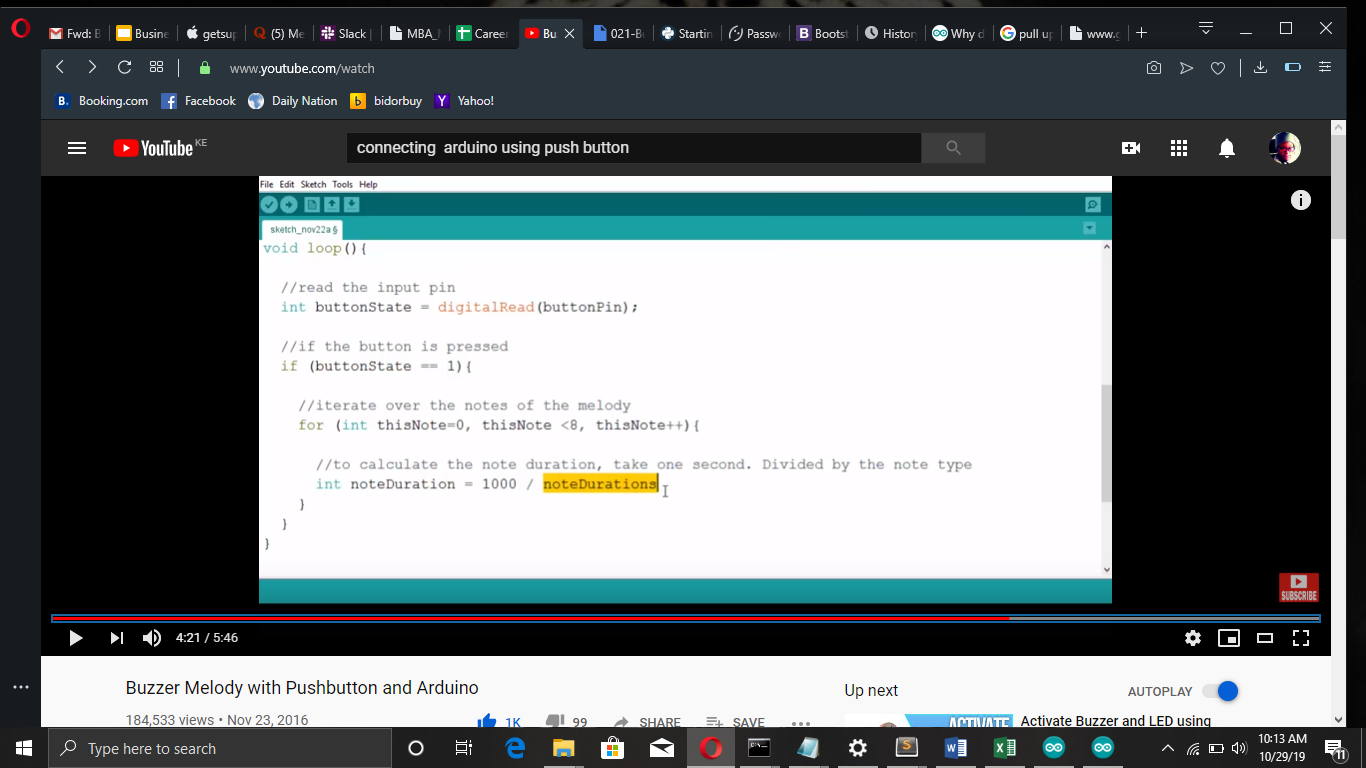 Fwd: B
Busine
getsup
(5) Me
Slack |
MBA_
Career
Bu
021-B
Startin
Passw
Bootst
History
Why d
pull up
www.g
www.youtube.com/watch
B. Booking.com
Facebook
Daily Nation
b bidorbuy
Y Yahoo!
YouTube KE
connecting arduino using push button
File Edit Sketch Tools Help
sketch_nov22a §
void loop(){
//read the input pin
int buttonState = digitalRead(buttonPin);
//if the button is pressed
if (buttonState == 1){
//iterate over the notes of the melody
for (int thisNote=0, thisNote <8, thisNote++){
//to calculate the note duration, take one second. Divided by the note type
int noteDuration = 1000 / noteDurations
}
}
}
SUBSCRIBE
4:21 / 5:46
Buzzer Melody with Pushbutton and Arduino
184,533 views • Nov 23, 2016
1K
99
SHARE
SAVE
Up next
AUTOPLAY
ACTIVATE
Activate Buzzer and LED using
Type here to search
10:13 AM
10/29/19
11